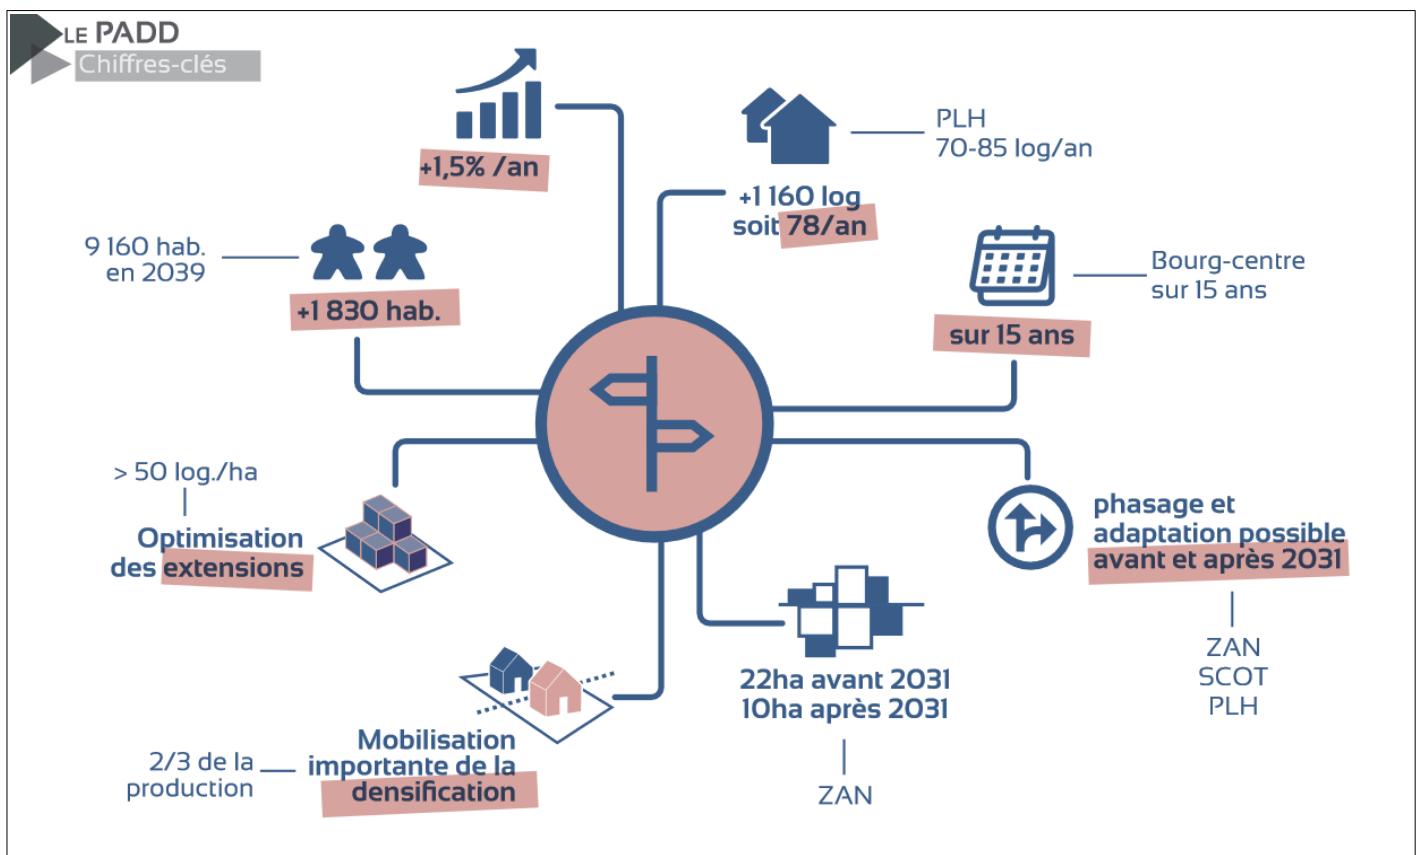 LE PADD
Chiffres-clés
+1,5% /an
PLH
70-85 log/an
+1 160 log
soit 78/an
9 160 hab.
en 2039
+1 830 hab.
Bourg-centre
sur 15 ans
sur 15 ans
> 50 log./ha
Optimisation
des extensions
phasage et
adaptation possible
avant et après 2031
ZAN
SCOT
PLH
22ha avant 2031
10ha après 2031
ZAN
Mobilisation
importante de la
densification
2/3 de la
production